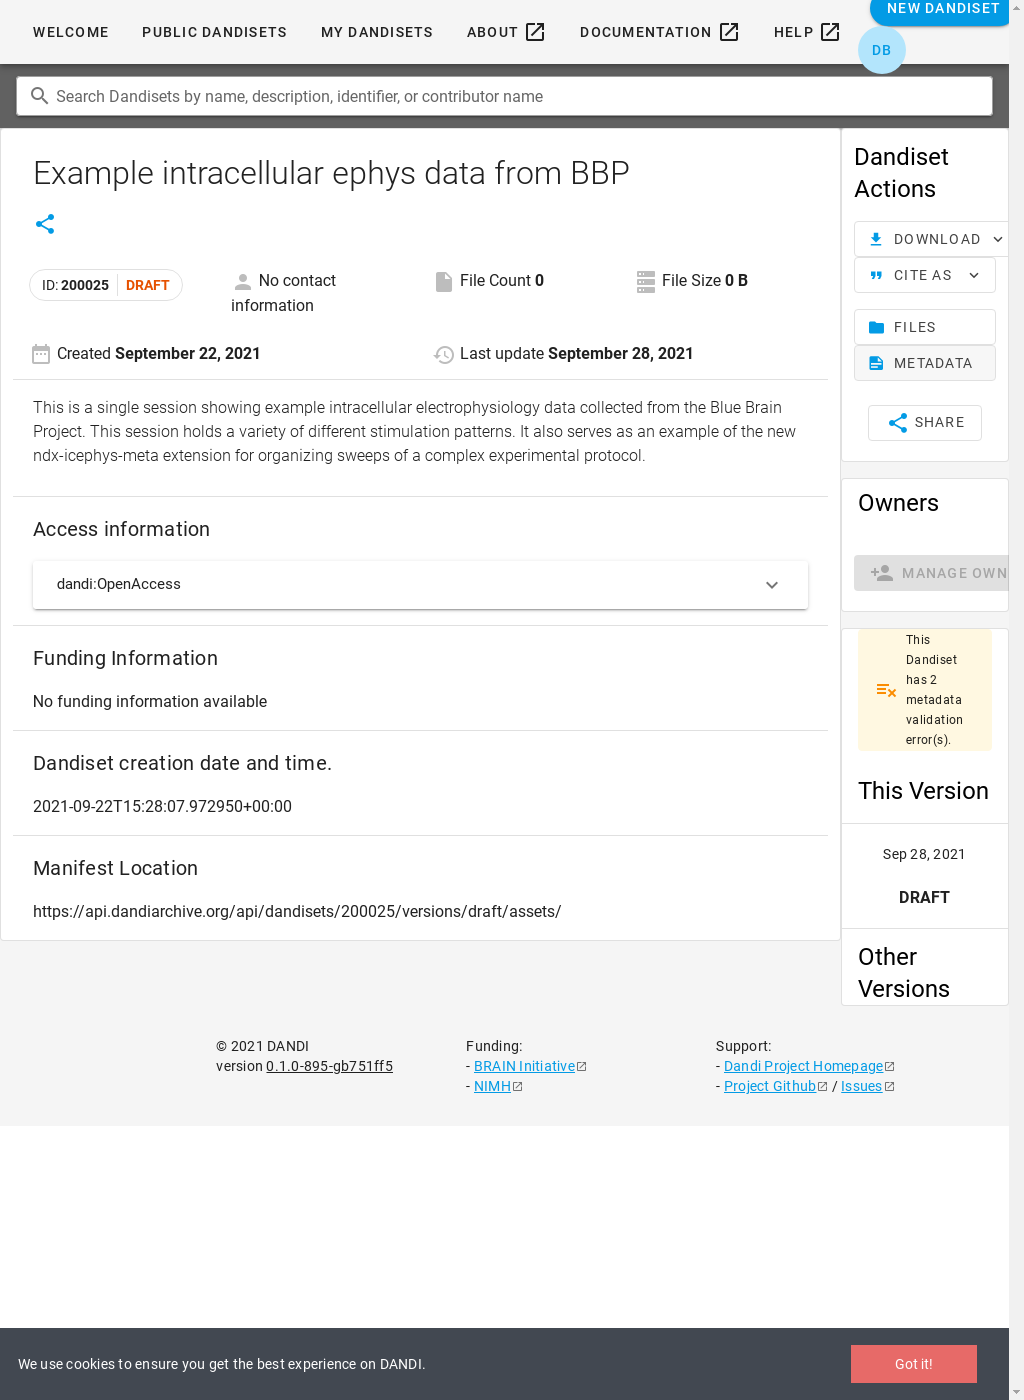 NEW DANDISET
WELCOME PUBLIC DANDISETS MY DANDISETS ABOUT DOCUMENTATION HELP
DB
Search Dandisets by name, description, identifier, or contributor name
Example intracellular ephys data from BBP
ID: 200025 DRAFT
No contact information
File Count 0
File Size 0 B
Created September 22, 2021
Last update September 28, 2021
This is a single session showing example intracellular electrophysiology data collected from the Blue Brain
Project. This session holds a variety of different stimulation patterns. It also serves as an example of the new
ndx-icephys-meta extension for organizing sweeps of a complex experimental protocol.
Access information
dandi:OpenAccess
Funding Information
No funding information available
Dandiset creation date and time.
2021-09-22T15:28:07.972950+00:00
Manifest Location
https://api.dandiarchive.org/api/dandisets/200025/versions/draft/assets/
Dandiset
Actions
DOWNLOAD
CITE AS
FILES
METADATA
SHARE
Owners
MANAGE OWN
This
Dandiset
has 2
metadata
validation
error(s).
This Version
Sep 28, 2021
DRAFT
Other
Versions
© 2021 DANDI
version 0.1.0-895-gb751ff5
Funding:
- BRAIN Initiative
- NIMH
Support:
- Dandi Project Homepage
- Project Github / Issues
We use cookies to ensure you get the best experience on DANDI.
Got it!